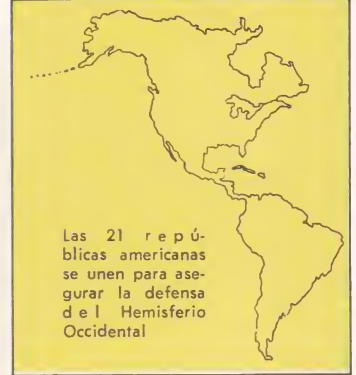 Las 21 repú-
blicas americanas
se unen para ase-
gurar la defensa
del Hemisferio
Occidental